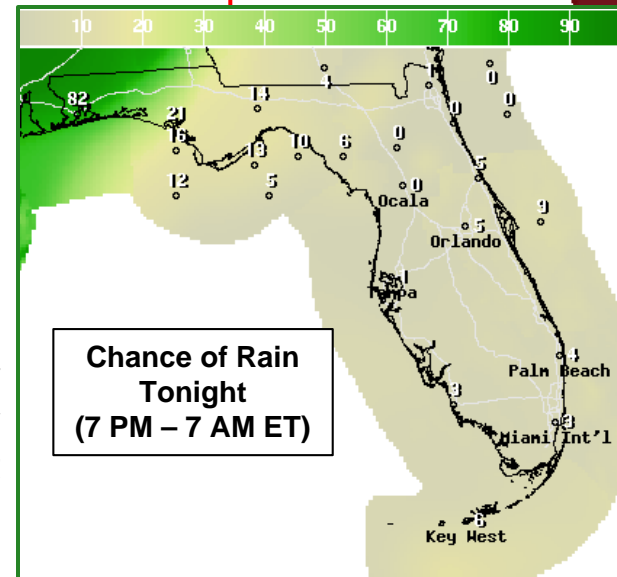 10 20 30 40 50 60 70 80 90
4 0
82 14 0 0
21
16 13 10 6 0
5
12 5 0
Ocala
9
5
Orlando
1
Tampa
Chance of Rain
Tonight
(7 PM – 7 AM ET)
4
Palm Beach
3 3
Miami Int'l
6
Key West